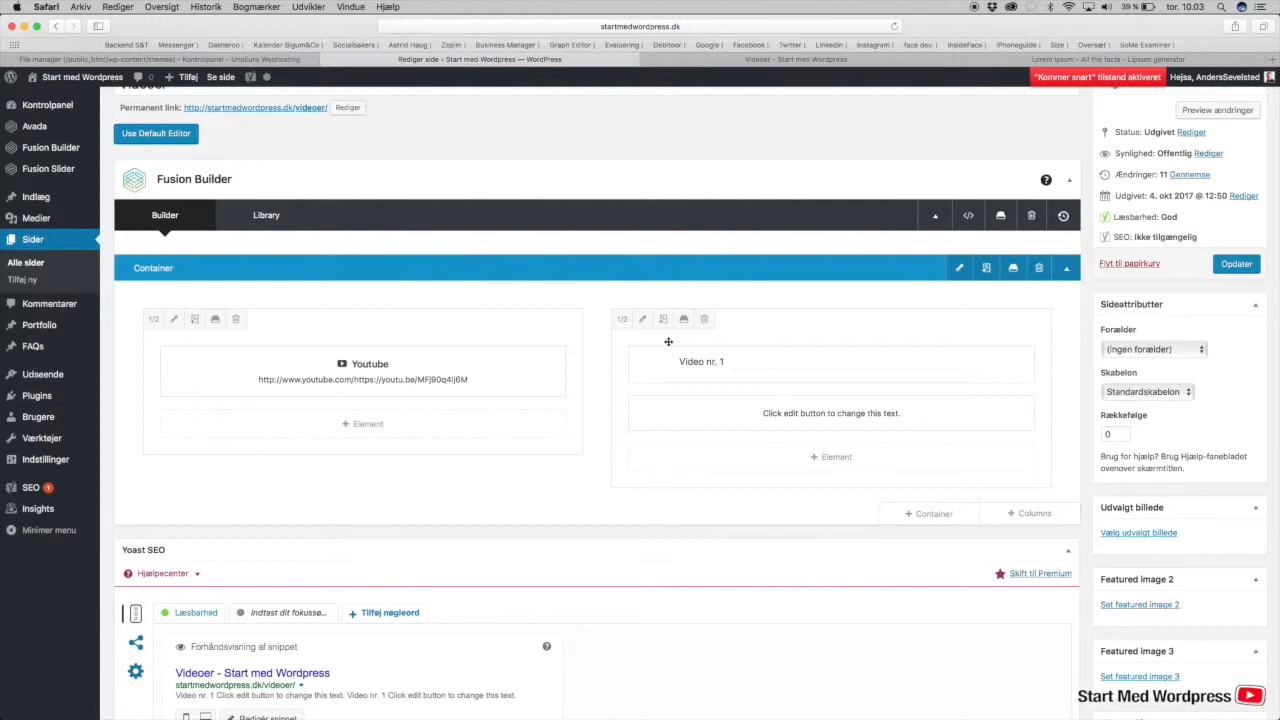 Safari Arkiv Rediger Oversigt Historik Bogmærker Udvikler Vindue Hjælp 39 % tor. 10.03
startmedwordpress.dk
Backend S&T Messenger | Dasheroo | Kalender Bigum&Co | Socialbakers | Astrid Haug | Zepim | Business Manager | Graph Editor | Evaluering | Debitoor | Google | Facebook | Twitter | LinkedIn | Instagram | face dev. | InsideFace | iPhoneguide | Size | Oversæt | SoMe Examiner |
File manager (/public_html/wp-content/themes) – Kontrolpanel - UnoEuro Webhosting Rediger side ‹ Start med Wordpress — WordPress Videoer - Start med Wordpress Lorem Ipsum - All the facts - Lipsum generator
Start med Wordpress 0 Tilføj Se side "Kommer snart" tilstand aktiveret Hejsa, AndersSevelsted
Kontrolpanel
Avada
Fusion Builder
Fusion Slider
Indlæg
Medier
Sider
Alle sider
Tilføj ny
Kommentarer
Portfolio
FAQs
Udseende
Plugins
Brugere
Værktøjer
Indstillinger
SEO 1
Insights
Minimer menu
Permanent link: http://startmedwordpress.dk/videoer/ Rediger
Use Default Editor
Fusion Builder
Builder Library
Container
1/2
Youtube
http://www.youtube.com/https://youtu.be/MFj90q4Ij6M
+ Element
1/2
Video nr. 1
Click edit button to change this text.
+ Element
+ Container + Columns
Yoast SEO
Hjælpecenter
Skift til Premium
Læsbarhed Indtast dit fokussø... + Tilføj nøgleord
Forhåndsvisning af snippet
Videoer - Start med Wordpress
startmedwordpress.dk/videoer/
Video nr. 1 Click edit button to change this text. Video nr. 1 Click edit button to change this text.
Redigér snippet
Preview ændringer
Status: Udgivet Rediger
Synlighed: Offentlig Rediger
Ændringer: 11 Gennemse
Udgivet: 4. okt 2017 @ 12:50 Rediger
Læsbarhed: God
SEO: Ikke tilgængelig
Flyt til papirkurv Opdater
Sideattributter
Forælder
(ingen forælder)
Skabelon
Standardskabelon
Rækkefølge
0
Brug for hjælp? Brug Hjælp-fanebladet
ovenover skærmtitlen.
Udvalgt billede
Vælg udvalgt billede
Featured image 2
Set featured image 2
Featured image 3
Set featured image 3
Start Med Wordpress